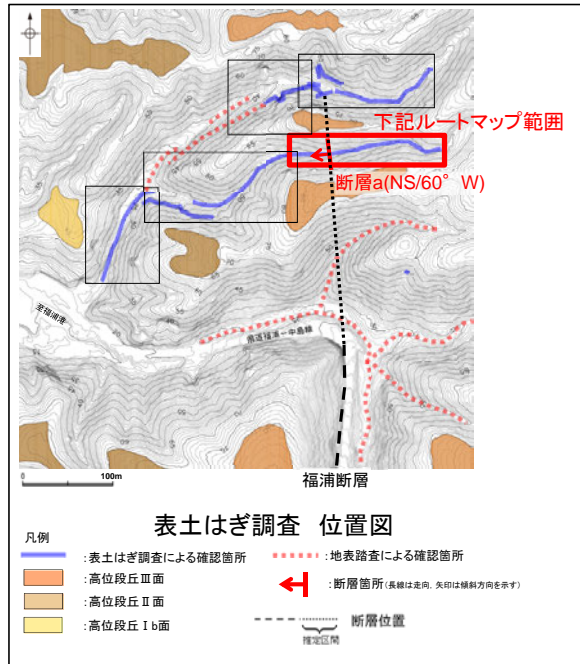 下記ルートマップ範囲
断層a(NS/60°W)
至福浦港
県道福浦－中島線
福浦断層
0 100m
表土はぎ調査 位置図
凡例
:表土はぎ調査による確認箇所
:地表踏査による確認箇所
:高位段丘Ⅲ面
:断層箇所(長線は走向，矢印は傾斜方向を示す)
:高位段丘Ⅱ面
:高位段丘Ⅰb面
断層位置
推定区間